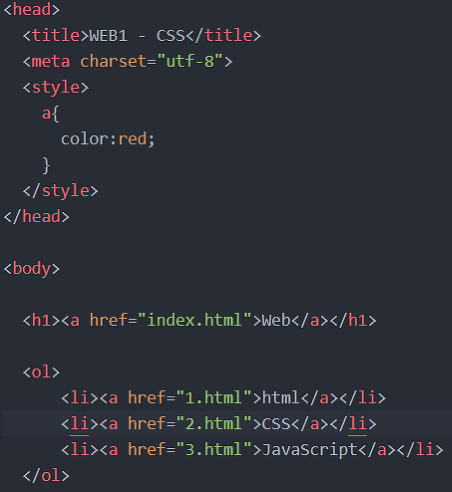 <head>
<title>WEB1 - CSS</title>
<meta charset="utf-8">
<style>
a{
color:red;
}
</style>
</head>
<body>
<h1><a href="index.html">Web</a></h1>
<ol>
<li><a href="1.html">html</a></li>
<li><a href="2.html">CSS</a></li>
<li><a href="3.html">JavaScript</a></li>
</ol>